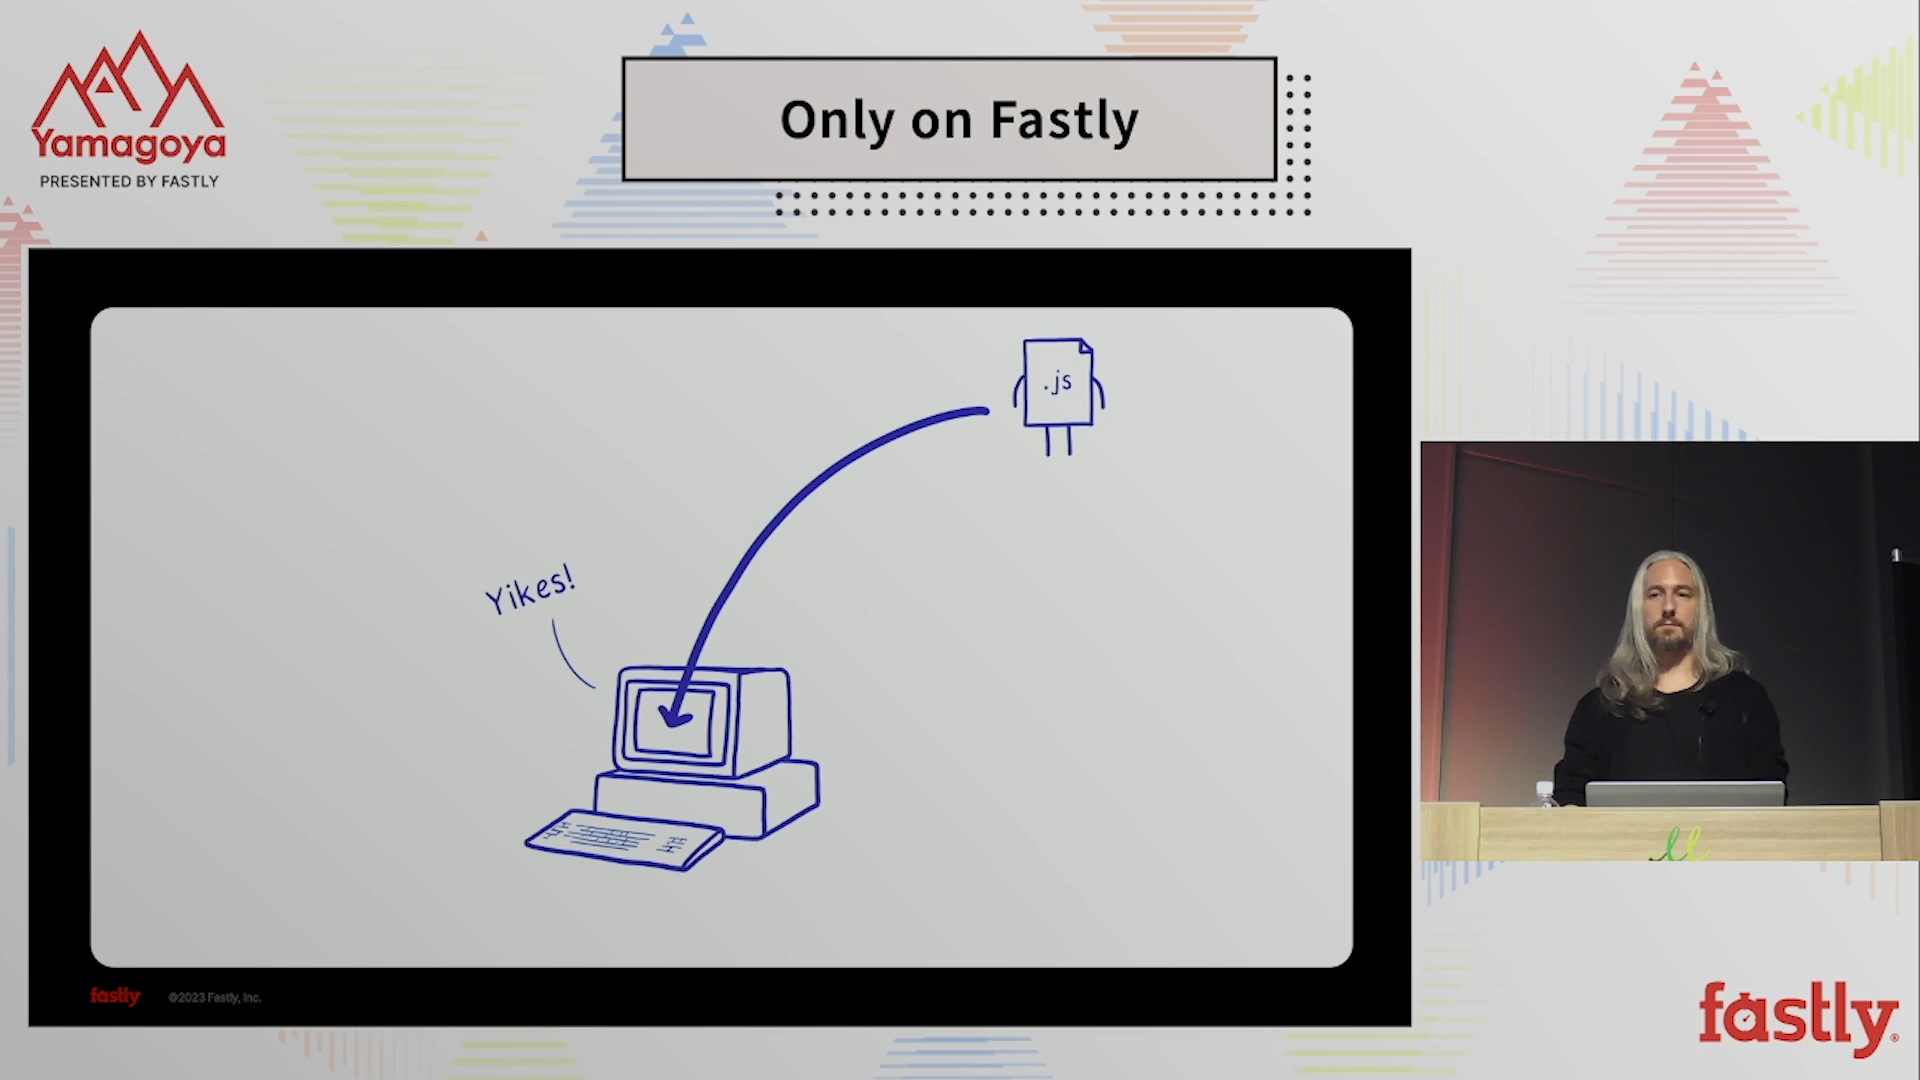 Yamagoya
PRESENTED BY FASTLY
Only on Fastly
.js
Yikes!
fastly
©2023 Fastly, Inc.
fastly®